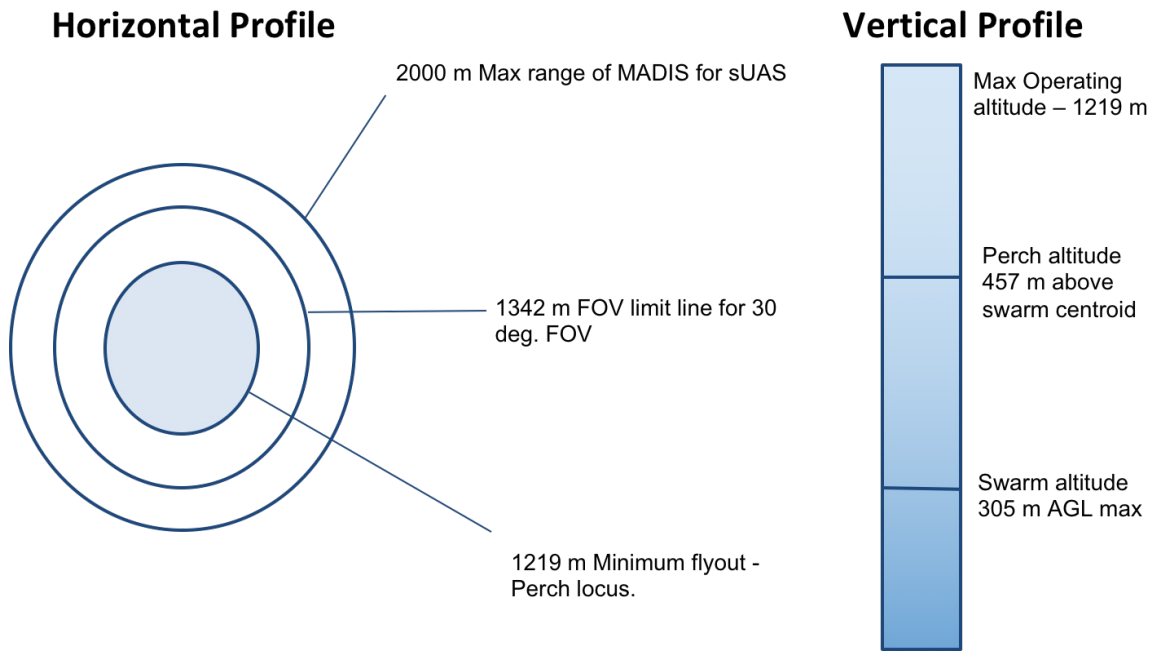 Horizontal Profile
2000 m Max range of MADIS for sUAS
1342 m FOV limit line for 30
deg. FOV
1219 m Minimum flyout -
Perch locus.
Vertical Profile
Max Operating
altitude – 1219 m
Perch altitude
457 m above
swarm centroid
Swarm altitude
305 m AGL max